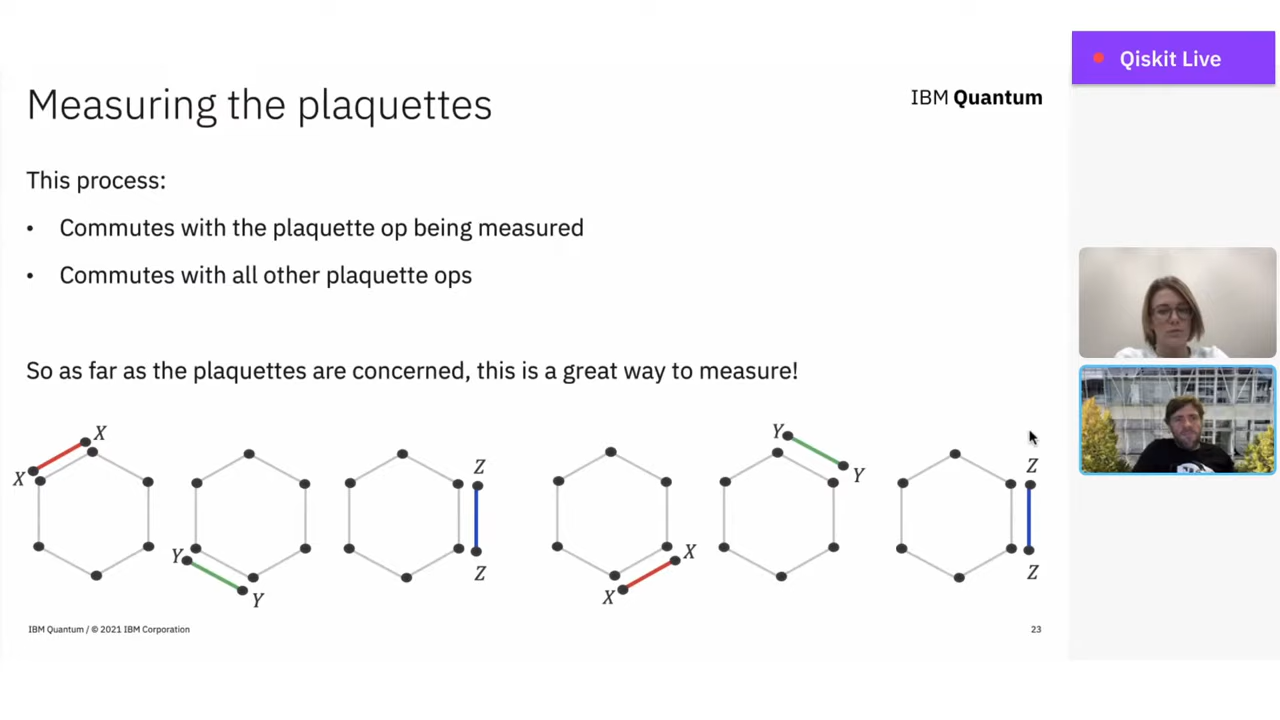 Qiskit Live
Measuring the plaquettes
IBM Quantum
This process:
• Commutes with the plaquette op being measured
• Commutes with all other plaquette ops
So as far as the plaquettes are concerned, this is a great way to measure!
X
X
Y
Y
Z
Z
X
X
Y
Y
Z
Z
IBM Quantum / © 2021 IBM Corporation
23